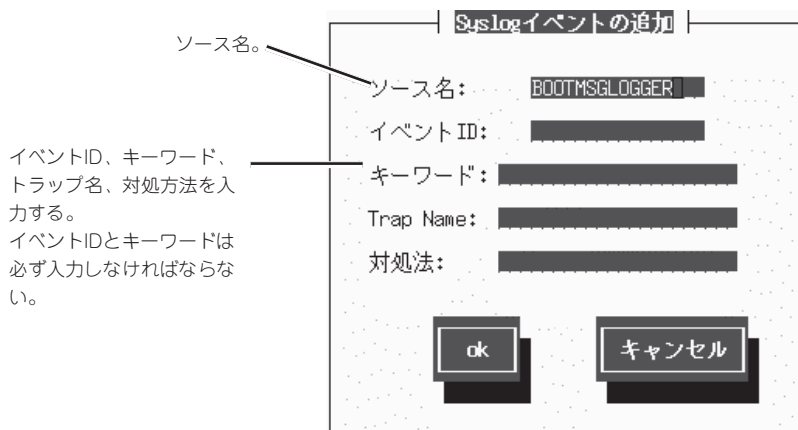 Syslogイベントの追加
ソース名。
ソース名: BOOTMSGLOGGER
イベントID:
イベントID、キーワード、
トラップ名、対処方法を入
力する。
イベントIDとキーワードは
必ず入力しなければならな
い。
キーワード:
Trap Name:
対処法:
ok
キャンセル